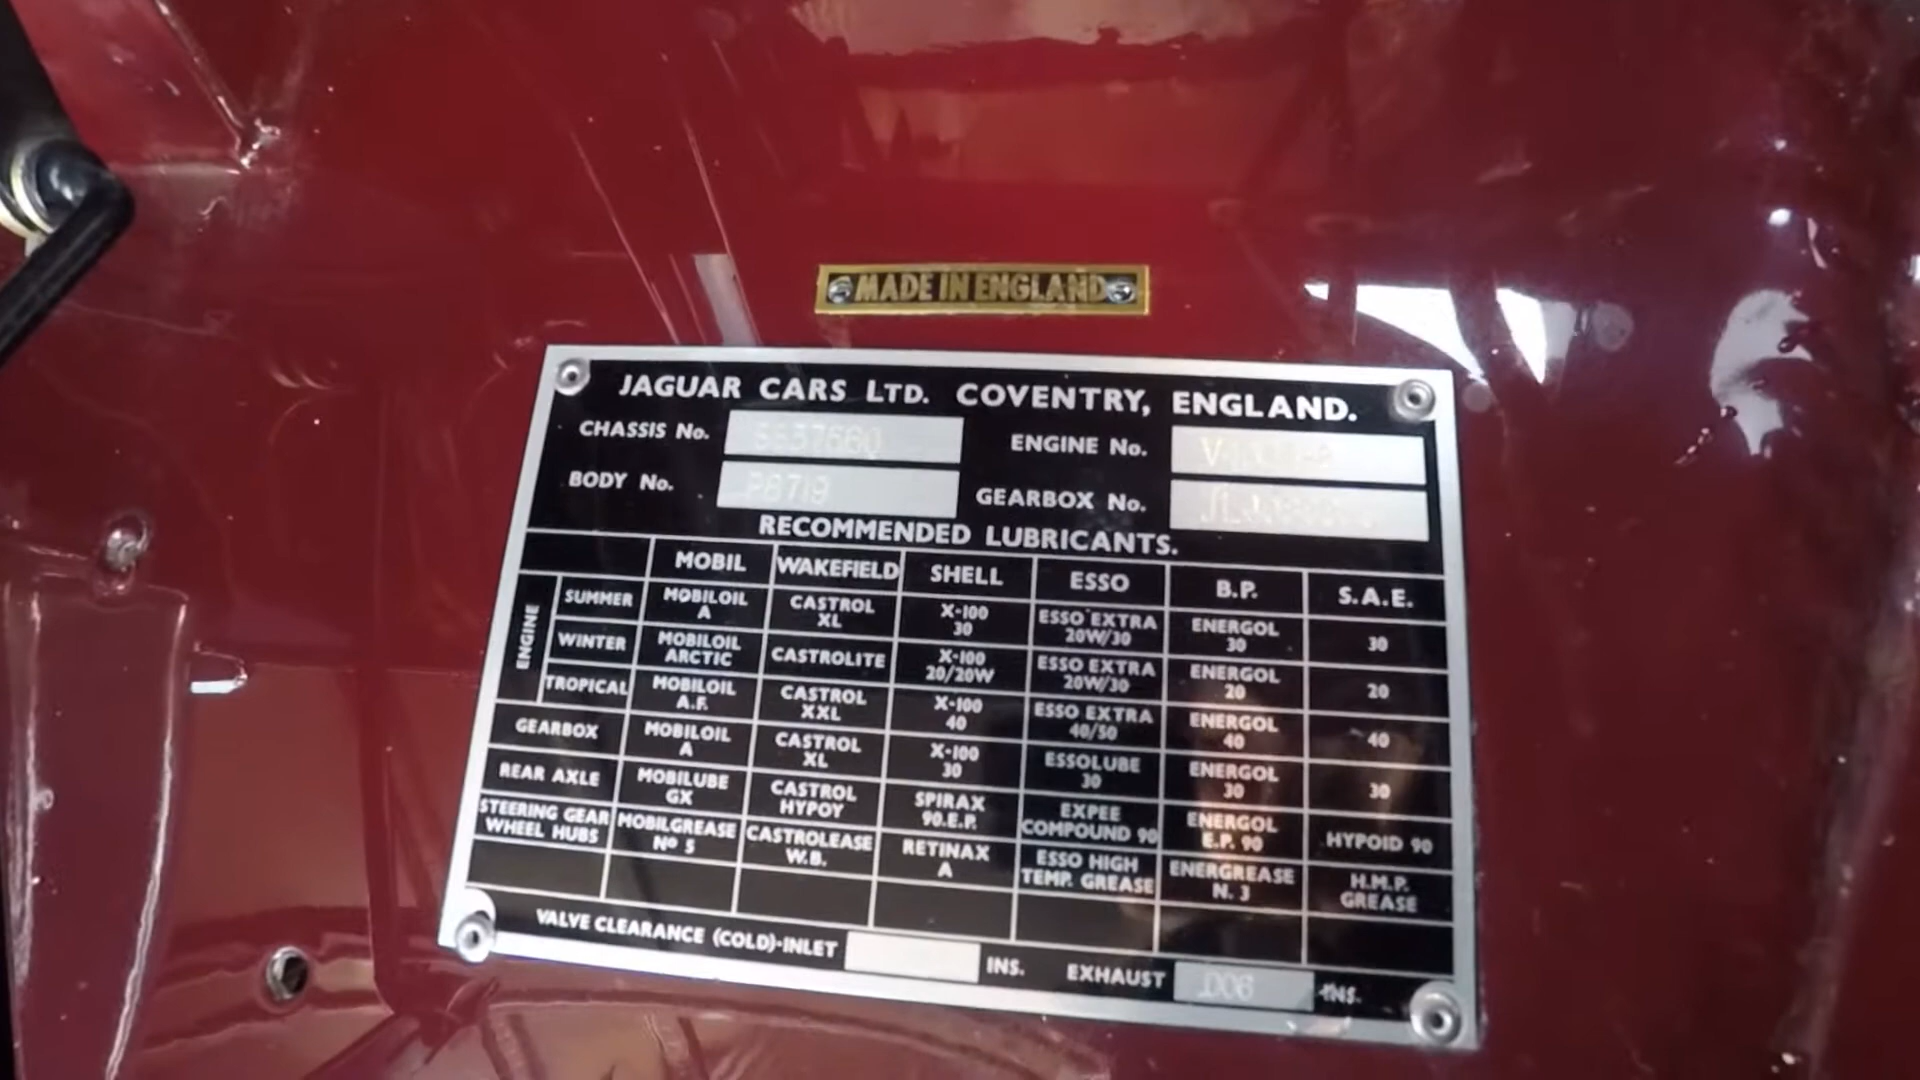 MADE IN ENGLAND
JAGUAR CARS LTD. COVENTRY, ENGLAND.
CHASSIS No. ENGINE No.
BODY No. P8719 GEARBOX No.
RECOMMENDED LUBRICANTS.
MOBIL WAKEFIELD SHELL ESSO B.P. S.A.E.
ENGINE
SUMMER MOBILOIL A CASTROL XL X-100 30 ESSO EXTRA 20W/30 ENERGOL 30 30
WINTER MOBILOIL ARCTIC CASTROLITE X-100 20/20W ESSO EXTRA 20W/30 ENERGOL 20 20
TROPICAL MOBILOIL A.F. CASTROL XXL X-100 40 ESSO EXTRA 40/50 ENERGOL 40 40
GEARBOX MOBILOIL A CASTROL XL X-100 30 ESSOLUBE 30 ENERGOL 30 30
REAR AXLE MOBILUBE GX CASTROL HYPOY SPIRAX 90.E.P. EXPEE COMPOUND 90 ENERGOL E.P. 90 HYPOID 90
STEERING GEAR WHEEL HUBS MOBILGREASE Nº 5 CASTROLEASE W.B. RETINAX A ESSO HIGH TEMP. GREASE ENERGREASE N. 3 H.M.P. GREASE
VALVE CLEARANCE (COLD)-INLET INS. EXHAUST .006 INS.